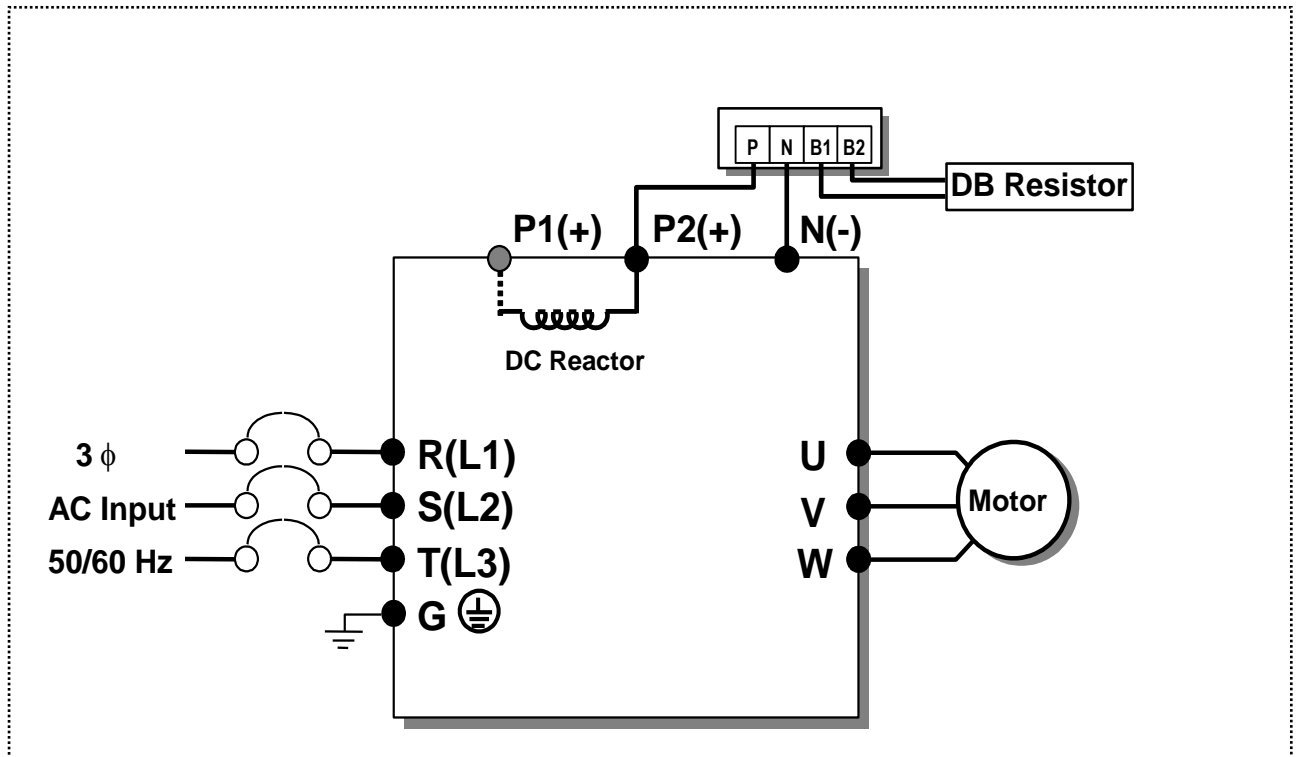 P N B1 B2
DB Resistor
P1(+) P2(+) N(-)
DC Reactor
3 ϕ
R(L1)
U
AC Input
S(L2)
V
Motor
50/60 Hz
T(L3)
W
G